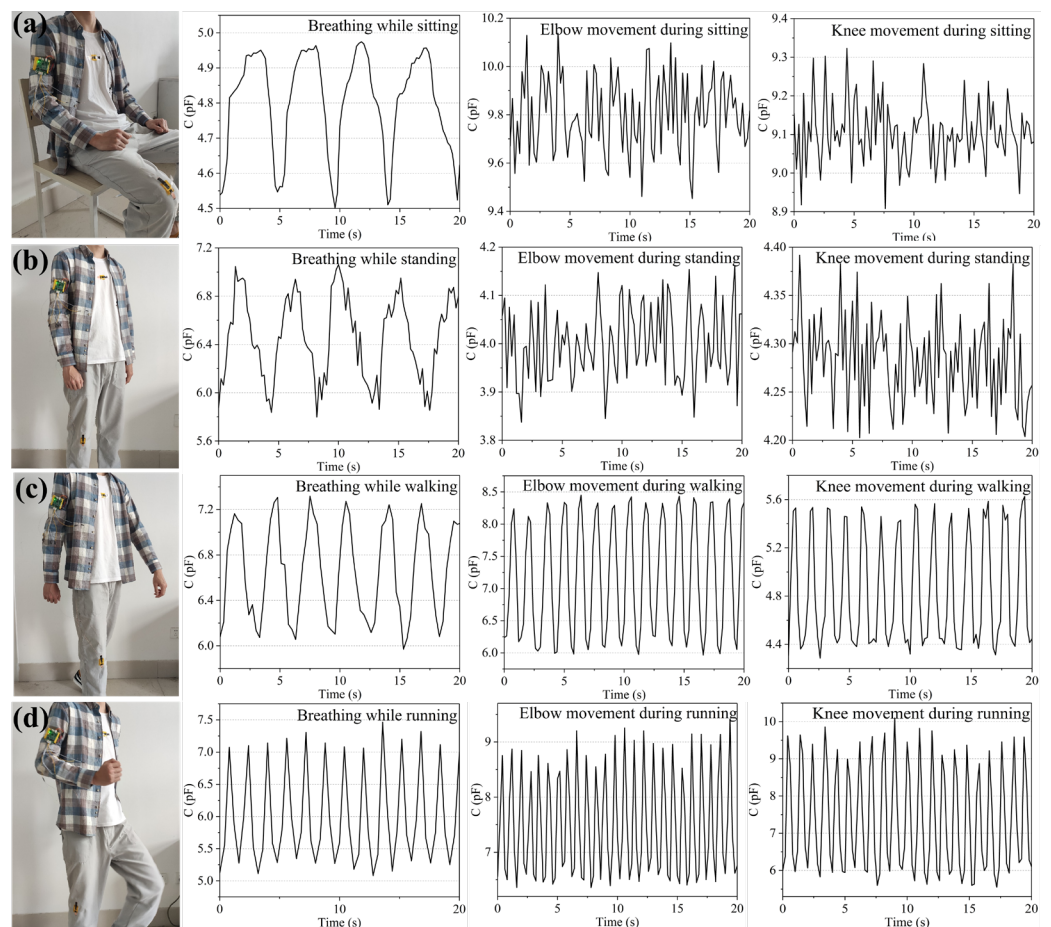 (a)
Breathing while sitting
5.0
4.9
4.8
4.7
4.6
4.5
C (pF)
0 5 10 15 20
Time (s)
Elbow movement during sitting
10.2
10.0
9.8
9.6
9.4
C (pF)
0 5 10 15 20
Time (s)
Knee movement during sitting
9.4
9.3
9.2
9.1
9.0
8.9
C (pF)
0 5 10 15 20
Time (s)
(b)
Breathing while standing
7.2
6.8
6.4
6.0
5.6
C (pF)
0 5 10 15 20
Time (s)
Elbow movement during standing
4.2
4.1
4.0
3.9
3.8
C (pF)
0 5 10 15 20
Time (s)
Knee movement during standing
4.40
4.35
4.30
4.25
4.20
C (pF)
0 5 10 15 20
Time (s)
(c)
Breathing while walking
7.2
6.8
6.4
6.0
C (pF)
0 5 10 15 20
Time (s)
Elbow movement during walking
8.5
8.0
7.5
7.0
6.5
6.0
C (pF)
0 5 10 15 20
Time (s)
Knee movement during walking
5.6
5.2
4.8
4.4
C (pF)
0 5 10 15 20
Time (s)
(d)
Breathing while running
7.5
7.0
6.5
6.0
5.5
5.0
C (pF)
0 5 10 15 20
Time (s)
Elbow movement during running
9
8
7
C (pF)
0 5 10 15 20
Time (s)
Knee movement during running
10
9
8
7
6
C (pF)
0 5 10 15 20
Time (s)